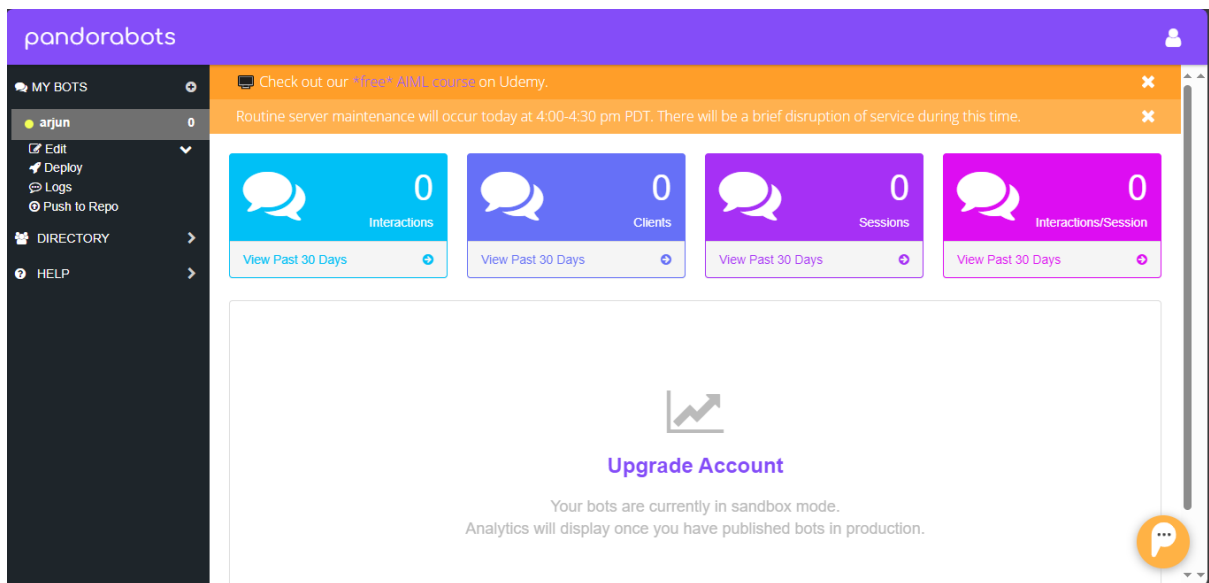 pandorabots
MY BOTS
arjun 0
Edit
Deploy
Logs
Push to Repo
DIRECTORY
HELP
Check out our *free* AIML course on Udemy.
Routine server maintenance will occur today at 4:00-4:30 pm PDT. There will be a brief disruption of service during this time.
0
Interactions
View Past 30 Days
0
Clients
View Past 30 Days
0
Sessions
View Past 30 Days
0
Interactions/Session
View Past 30 Days
Upgrade Account
Your bots are currently in sandbox mode.
Analytics will display once you have published bots in production.